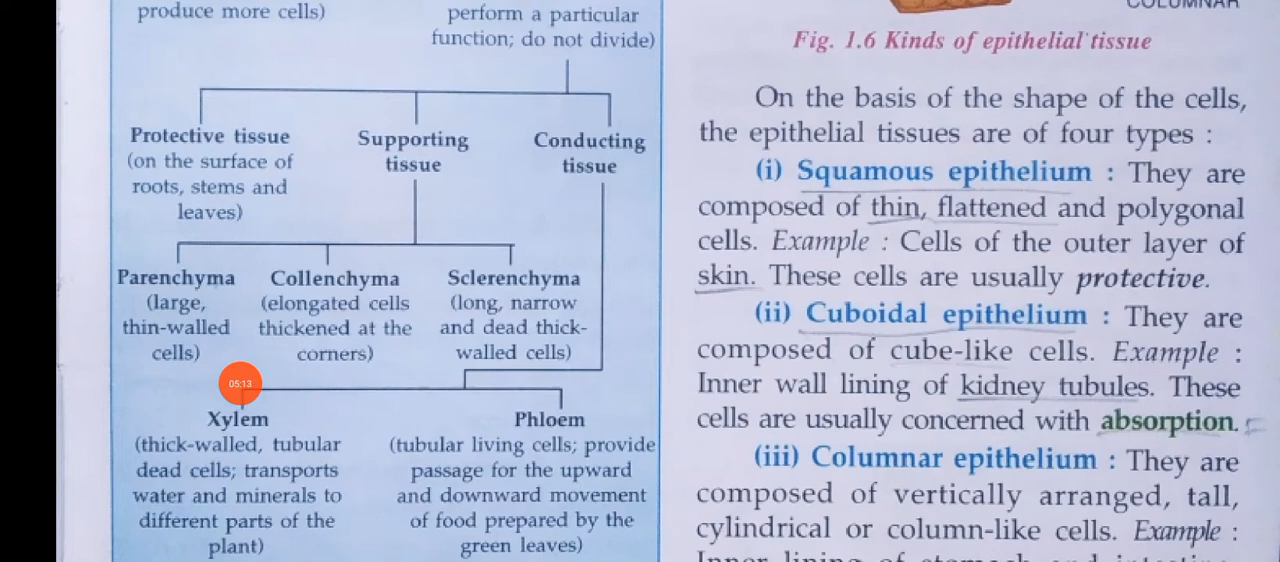 produce more cells)
perform a particular
function; do not divide)
Protective tissue
(on the surface of
roots, stems and
leaves)
Supporting
tissue
Conducting
tissue
Parenchyma
(large,
thin-walled
cells)
Collenchyma
(elongated cells
thickened at the
corners)
Sclerenchyma
(long, narrow
and dead thick-
walled cells)
05:13
Xylem
(thick-walled, tubular
dead cells; transports
water and minerals to
different parts of the
plant)
Phloem
(tubular living cells; provide
passage for the upward
and downward movement
of food prepared by the
green leaves)
COLUMNAR
Fig. 1.6 Kinds of epithelial tissue
On the basis of the shape of the cells,
the epithelial tissues are of four types :
(i) Squamous epithelium : They are
composed of thin, flattened and polygonal
cells. Example : Cells of the outer layer of
skin. These cells are usually protective.
(ii) Cuboidal epithelium : They are
composed of cube-like cells. Example :
Inner wall lining of kidney tubules. These
cells are usually concerned with absorption.
(iii) Columnar epithelium : They are
composed of vertically arranged, tall,
cylindrical or column-like cells. Example :
Inner lining of stomach and intestine